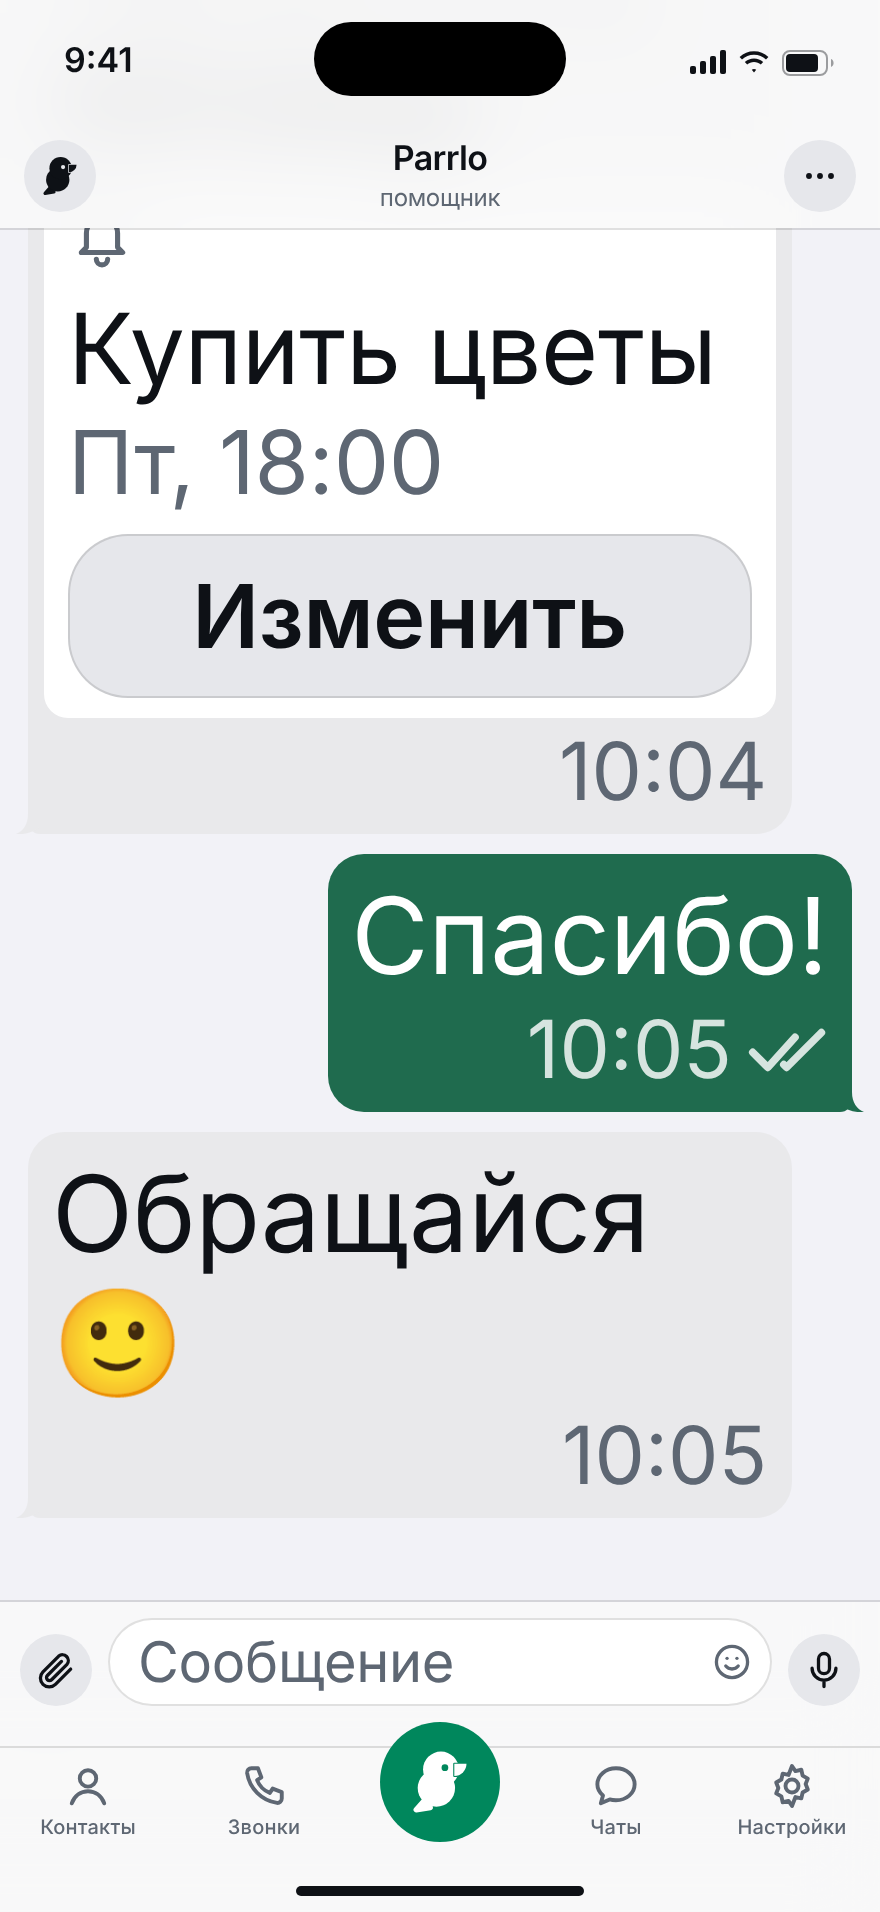 9:41
Parrlo
помощник
Купить цветы
Пт, 18:00
Изменить
10:04
Спасибо!
10:05
Обращайся
🙂
10:05
Сообщение
Контакты
Звонки
Чаты
Настройки